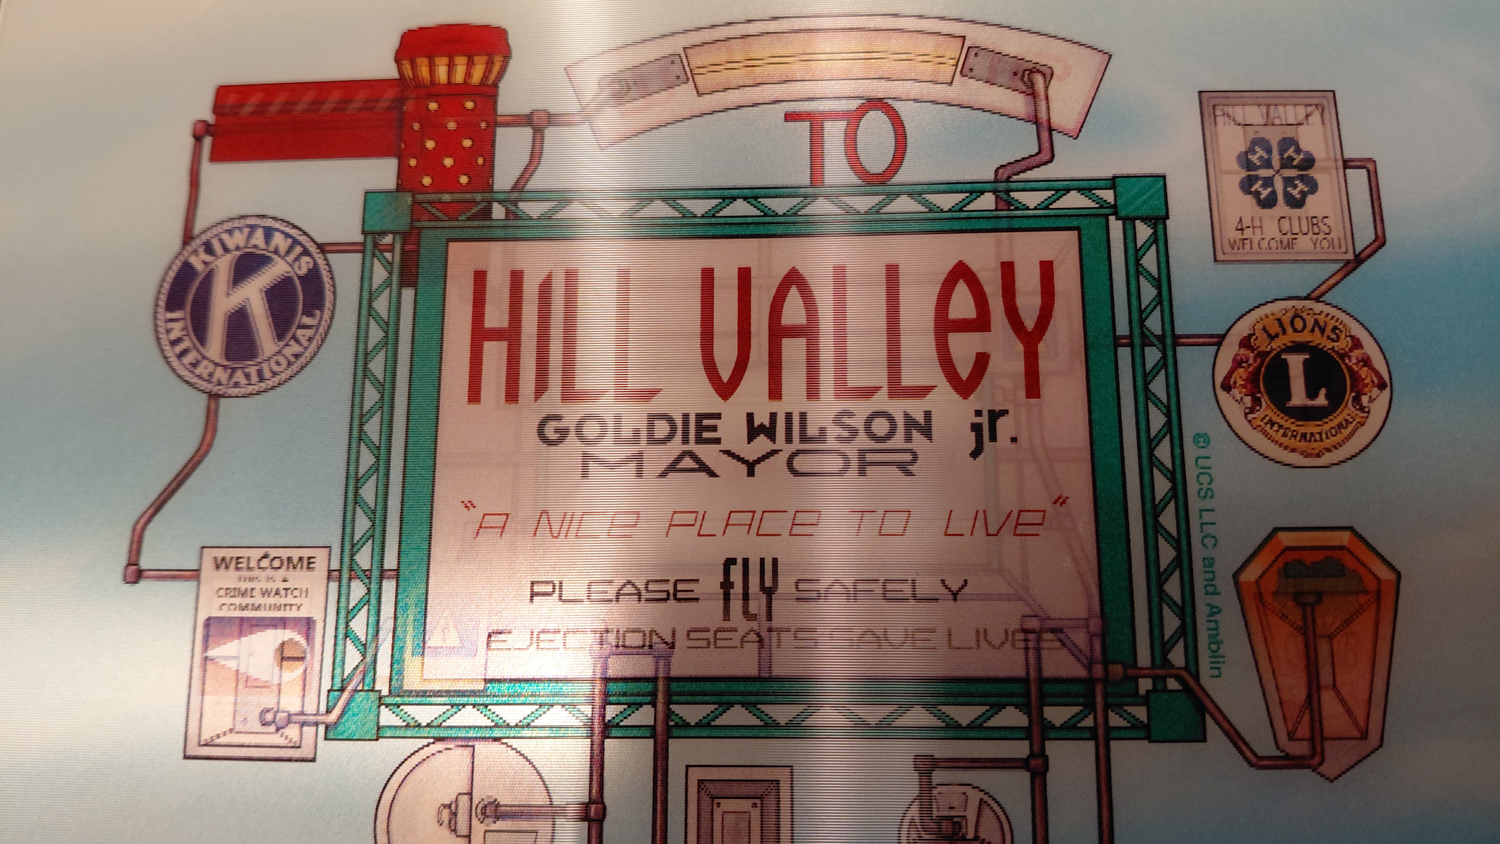 TO
HILL VALLEY
GOLDIE WILSON jr.
MAYOR
"A NICE PLACE TO LIVE"
PLEASE fLY SAFELY
EJECTION SEATS SAVE LIVES
KIWANIS
K
INTERNATIONAL
WELCOME
THIS IS A
CRIME WATCH
COMMUNITY
HILL VALLEY
H H
H H
4-H CLUBS
WELCOME YOU
LIONS
L
INTERNATIONAL
© UCS LLC and Amblin